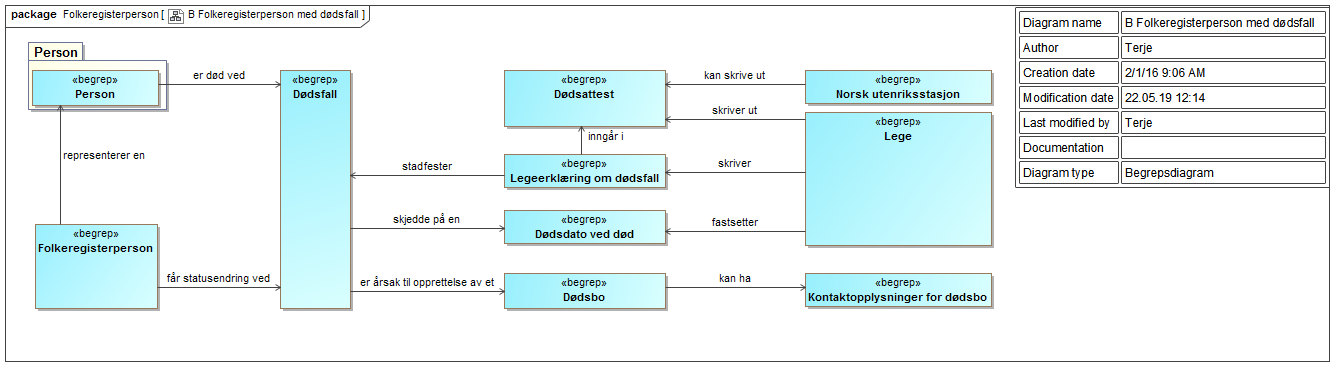 package Folkeregisterperson [ B Folkeregisterperson med dødsfall ]
Diagram name B Folkeregisterperson med dødsfall
Author Terje
Creation date 2/1/16 9:06 AM
Modification date 22.05.19 12:14
Last modified by Terje
Documentation
Diagram type Begrepsdiagram
Person
«begrep»
Person
er død ved
«begrep»
Dødsfall
«begrep»
Dødsattest
kan skrive ut
«begrep»
Norsk utenriksstasjon
skriver ut
«begrep»
Lege
inngår i
representerer en
stadfester
«begrep»
Legeerklæring om dødsfall
skriver
skjedde på en
«begrep»
Dødsdato ved død
fastsetter
«begrep»
Folkeregisterperson
får statusendring ved
er årsak til opprettelse av et
«begrep»
Dødsbo
kan ha
«begrep»
Kontaktopplysninger for dødsbo